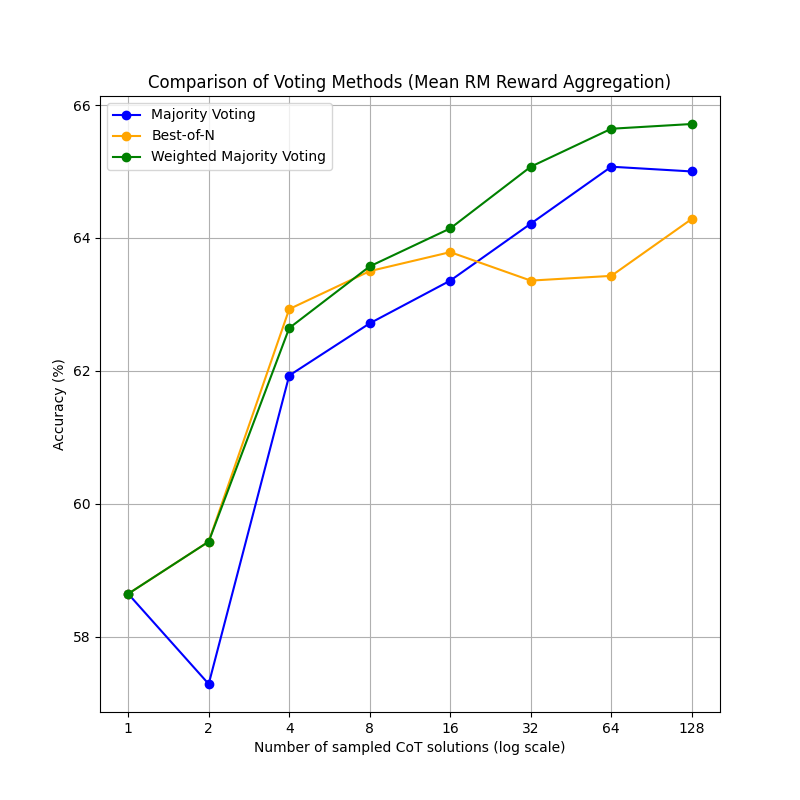 Comparison of Voting Methods (Mean RM Reward Aggregation)
Majority Voting
Best-of-N
Weighted Majority Voting
66
64
62
60
58
Accuracy (%)
1 2 4 8 16 32 64 128
Number of sampled CoT solutions (log scale)